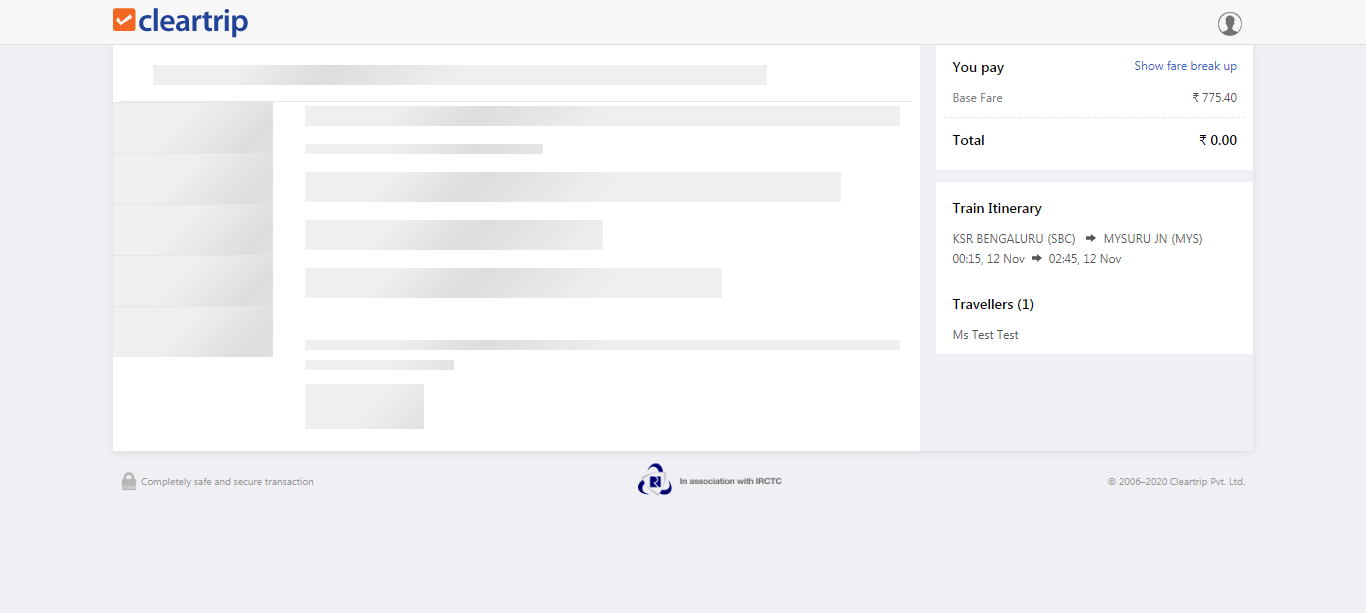 cleartrip
You pay
Show fare break up
Base Fare
₹ 775.40
Total
₹ 0.00
Train Itinerary
KSR BENGALURU (SBC) ➡ MYSURU JN (MYS)
00:15, 12 Nov ➡ 02:45, 12 Nov
Travellers (1)
Ms Test Test
Completely safe and secure transaction
In association with IRCTC
© 2006–2020 Cleartrip Pvt. Ltd.